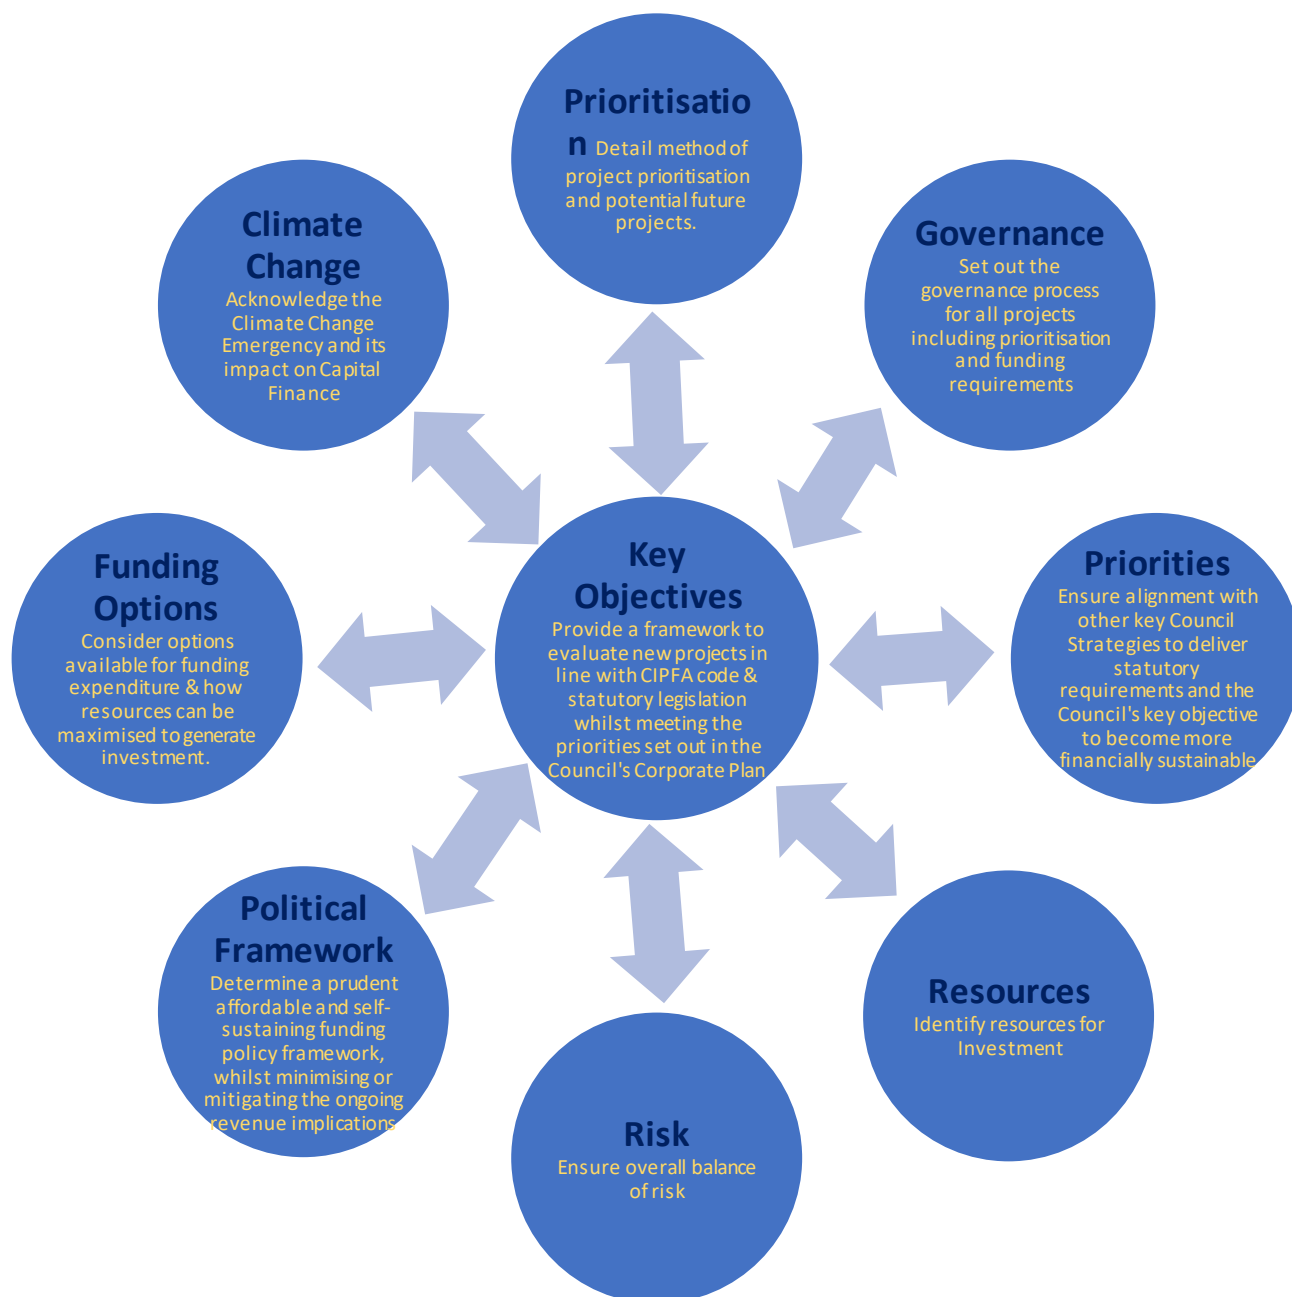 Prioritisatio
n Detail method of
project prioritisation
and potential future
projects.
Governance
Set out the
governance process
for all projects
including prioritisation
and funding
requirements
Priorities
Ensure alignment with
other key Council
Strategies to deliver
statutory
requirements and the
Council's key objective
to become more
financially sustainable
Resources
Identify resources for
Investment
Risk
Ensure overall balance
of risk
Political
Framework
Determine a prudent
affordable and self-
sustaining funding
policy framework,
whilst minimising or
mitigating the ongoing
revenue implications
Funding
Options
Consider options
available for funding
expenditure & how
resources can be
maximised to generate
investment.
Climate
Change
Acknowledge the
Climate Change
Emergency and its
impact on Capital
Finance
Key
Objectives
Provide a framework to
evaluate new projects in
line with CIPFA code &
statutory legislation
whilst meeting the
priorities set out in the
Council's Corporate Plan